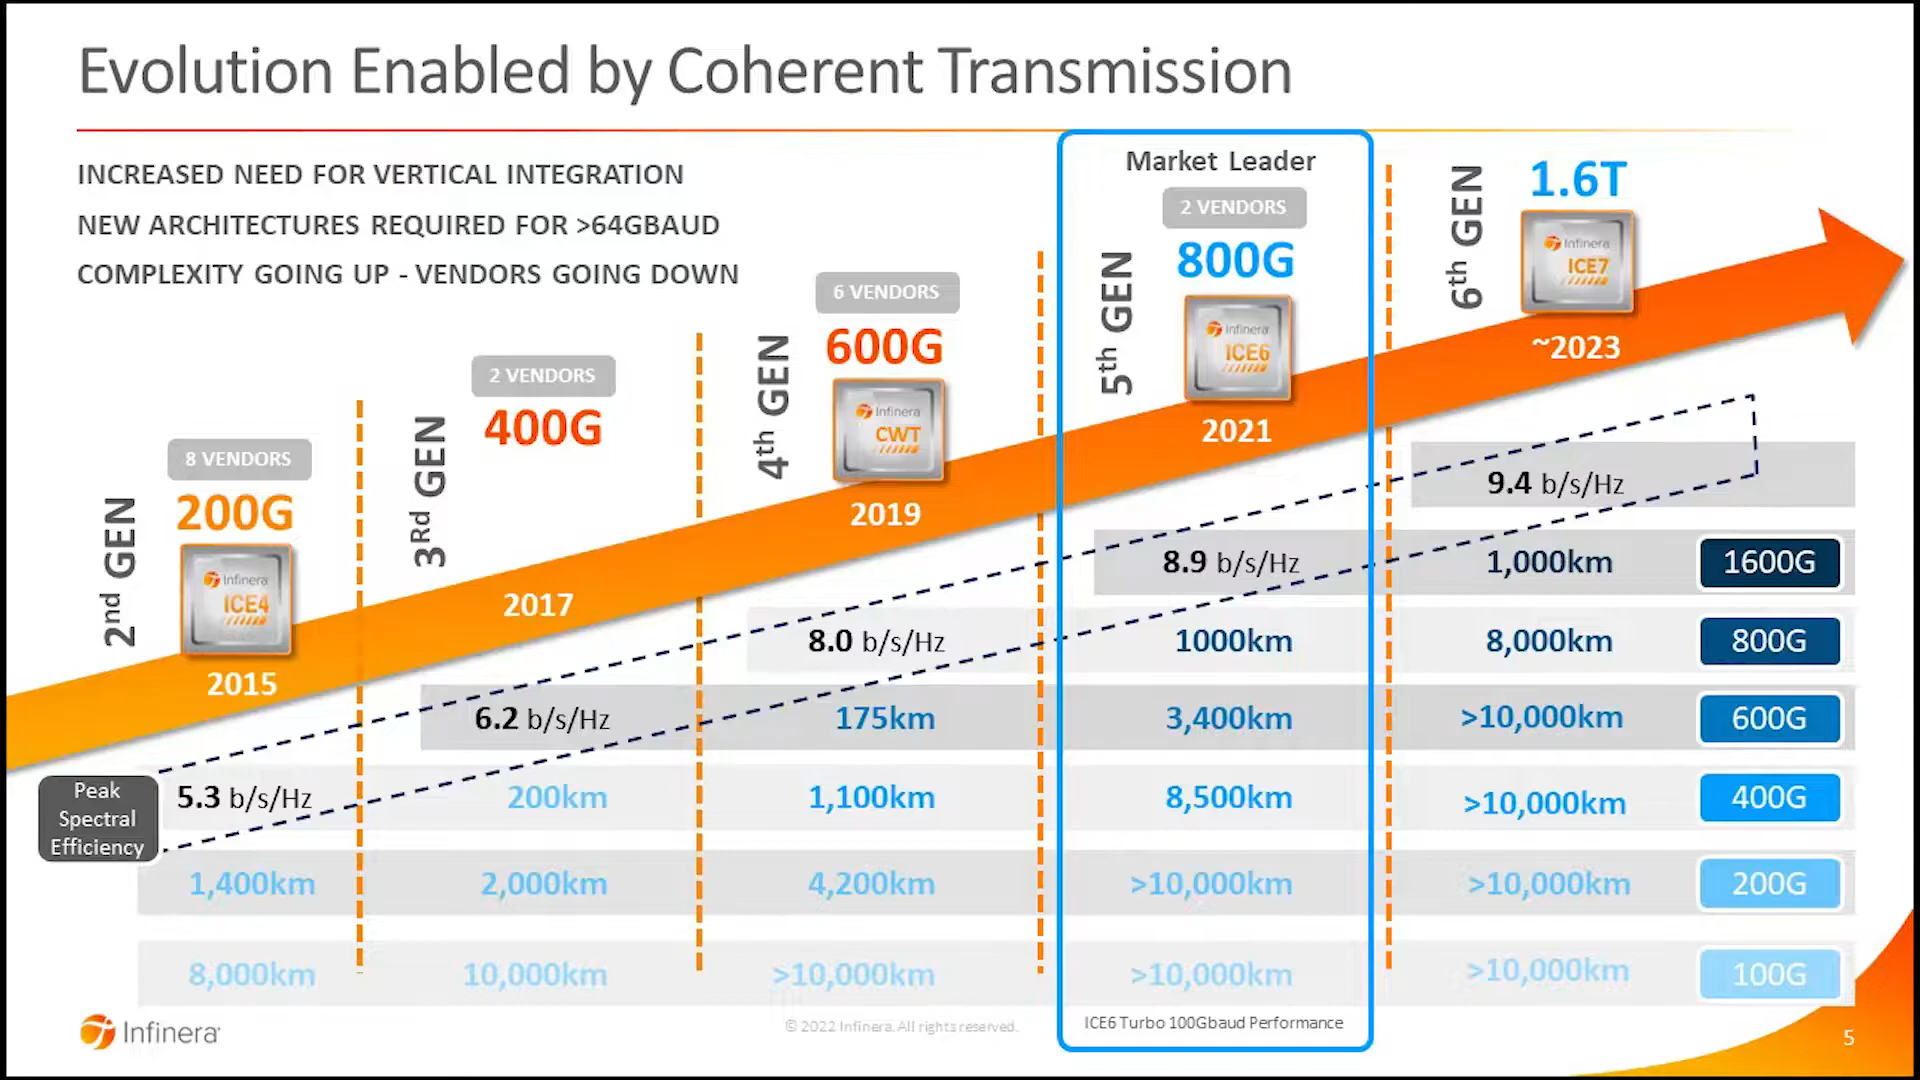 Evolution Enabled by Coherent Transmission
INCREASED NEED FOR VERTICAL INTEGRATION
NEW ARCHITECTURES REQUIRED FOR >64GBAUD
COMPLEXITY GOING UP - VENDORS GOING DOWN
2nd GEN
8 VENDORS
200G
Infinera
ICE4
2015
3Rd GEN
2 VENDORS
400G
2017
4th GEN
6 VENDORS
600G
Infinera
CWT
2019
Market Leader
5th GEN
2 VENDORS
800G
Infinera
ICE6
2021
6th GEN
1.6T
Infinera
ICE7
~2023
9.4 b/s/Hz
8.9 b/s/Hz 1,000km 1600G
8.0 b/s/Hz 1000km 8,000km 800G
6.2 b/s/Hz 175km 3,400km >10,000km 600G
Peak
Spectral
Efficiency
5.3 b/s/Hz 200km 1,100km 8,500km >10,000km 400G
1,400km 2,000km 4,200km >10,000km >10,000km 200G
8,000km 10,000km >10,000km >10,000km >10,000km 100G
Infinera
© 2022 Infinera. All rights reserved.
ICE6 Turbo 100Gbaud Performance
5